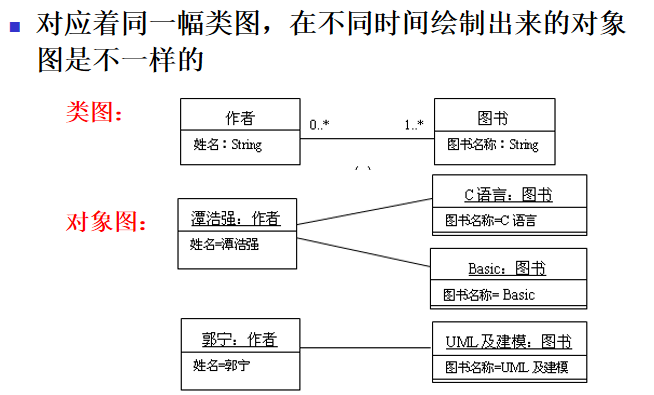 对应着同一幅类图，在不同时间绘制出来的对象
图是不一样的
类图：
作者
0..*
1..*
图书
姓名：String
图书名称：String
对象图：
潭浩强：作者
姓名=潭浩强
C 语言：图书
图书名称=C 语言
Basic：图书
图书名称= Basic
郭宁：作者
姓名=郭宁
UML 及建模：图书
图书名称=UML 及建模